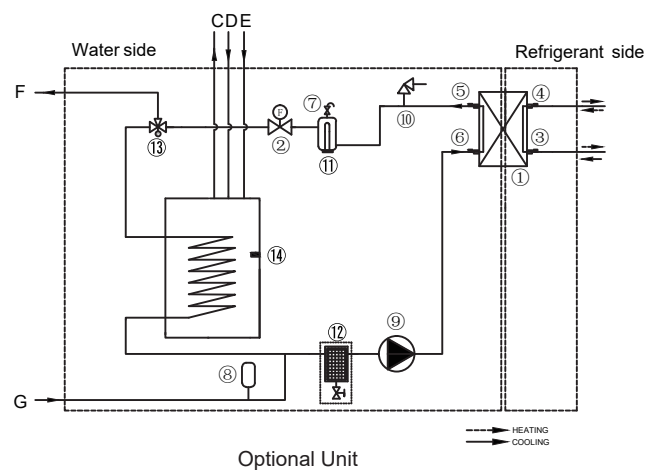 C D E
Water side
Refrigerant side
F
⑦
⑤
④
F
⑩
⑬
②
⑪
⑥
③
①
⑭
⑫
⑨
⑧
G
HEATING
COOLING
Optional Unit